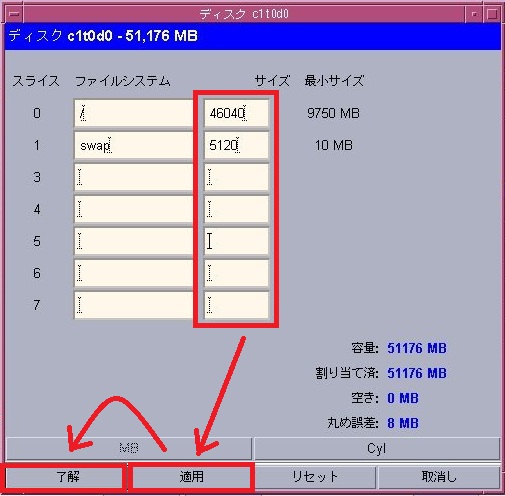 ディスク c1t0d0
ディスク c1t0d0 - 51,176 MB
スライス ファイルシステム サイズ 最小サイズ
0 / 46040 9750 MB
1 swap 5120 10 MB
3
4
5
6
7
容量: 51176 MB
割り当て済: 51176 MB
空き: 0 MB
丸め誤差: 8 MB
MB Cyl
了解 適用 リセット 取消し